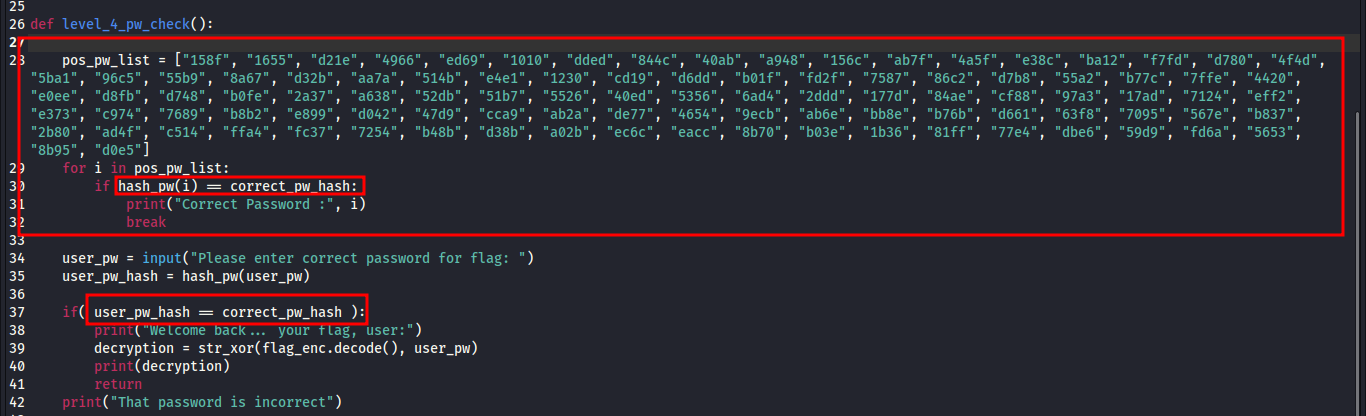 25
26 def level_4_pw_check():
27
28 pos_pw_list = ["158f", "1655", "d21e", "4966", "ed69", "1010", "dded", "844c", "40ab", "a948", "156c", "ab7f", "4a5f", "e38c", "ba12", "f7fd", "d780", "4f4d",
"5ba1", "96c5", "55b9", "8a67", "d32b", "aa7a", "514b", "e4e1", "1230", "cd19", "d6dd", "b01f", "fd2f", "7587", "86c2", "d7b8", "55a2", "b77c", "7ffe", "4420",
"e0ee", "d8fb", "d748", "b0fe", "2a37", "a638", "52db", "51b7", "5526", "40ed", "5356", "6ad4", "2ddd", "177d", "84ae", "cf88", "97a3", "17ad", "7124", "eff2",
"e373", "c974", "7689", "b8b2", "e899", "d042", "47d9", "cca9", "ab2a", "de77", "4654", "9ecb", "ab6e", "bb8e", "b76b", "d661", "63f8", "7095", "567e", "b837",
"2b80", "ad4f", "c514", "ffa4", "fc37", "7254", "b48b", "d38b", "a02b", "ec6c", "eacc", "8b70", "b03e", "1b36", "81ff", "77e4", "dbe6", "59d9", "fd6a", "5653",
"8b95", "d0e5"]
29 for i in pos_pw_list:
30 if hash_pw(i) == correct_pw_hash:
31 print("Correct Password :", i)
32 break
33
34 user_pw = input("Please enter correct password for flag: ")
35 user_pw_hash = hash_pw(user_pw)
36
37 if( user_pw_hash == correct_pw_hash ):
38 print("Welcome back... your flag, user:")
39 decryption = str_xor(flag_enc.decode(), user_pw)
40 print(decryption)
41 return
42 print("That password is incorrect")